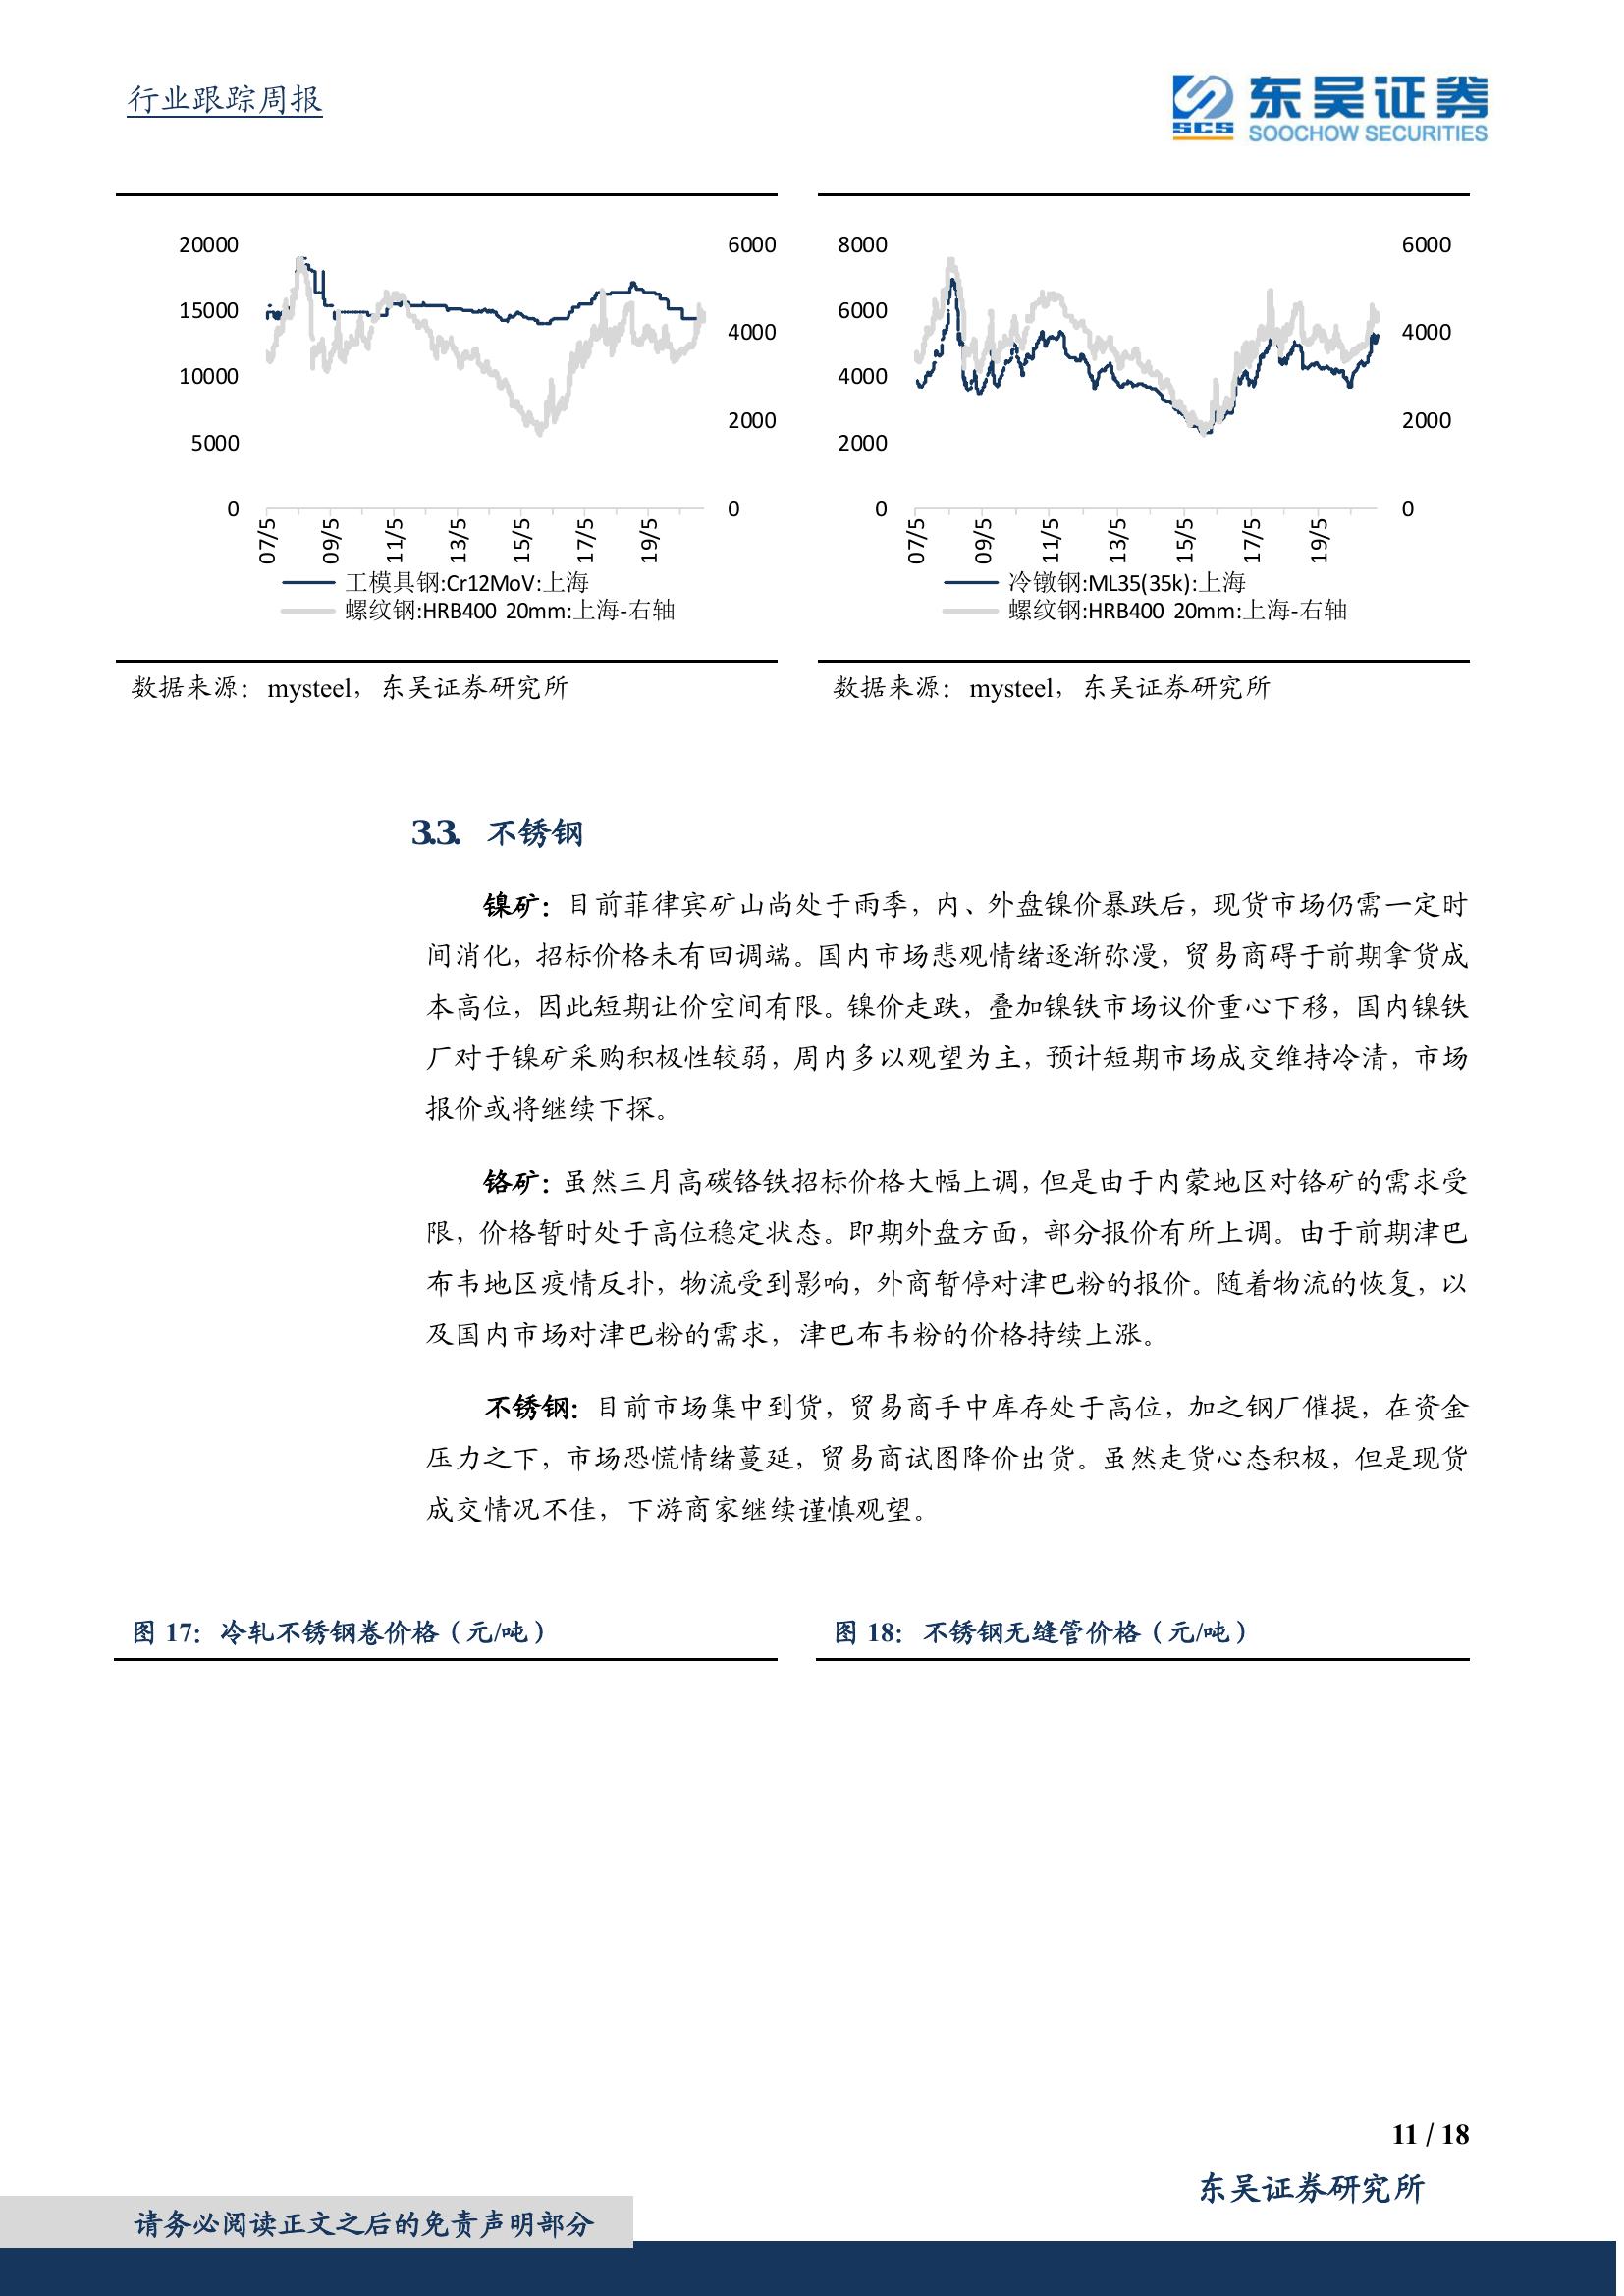 行业跟踪周报
东吴证券
SCS
SOOCHOW SECURITIES
20000
15000
10000
5000
0
6000
4000
2000
0
07/5
09/5
11/5
13/5
15/5
17/5
19/5
工模具钢:Cr12MoV:上海
螺纹钢:HRB400 20mm:上海-右轴
8000
6000
4000
2000
0
6000
4000
2000
0
07/5
09/5
11/5
13/5
15/5
17/5
19/5
冷镦钢:ML35(35k):上海
螺纹钢:HRB400 20mm:上海-右轴
数据来源：mysteel，东吴证券研究所
数据来源：mysteel，东吴证券研究所
3.3. 不锈钢
镍矿：目前菲律宾矿山尚处于雨季，内、外盘镍价暴跌后，现货市场仍需一定时
间消化，招标价格未有回调端。国内市场悲观情绪逐渐弥漫，贸易商碍于前期拿货成
本高位，因此短期让价空间有限。镍价走跌，叠加镍铁市场议价重心下移，国内镍铁
厂对于镍矿采购积极性较弱，周内多以观望为主，预计短期市场成交维持冷清，市场
报价或将继续下探。
铬矿：虽然三月高碳铬铁招标价格大幅上调，但是由于内蒙地区对铬矿的需求受
限，价格暂时处于高位稳定状态。即期外盘方面，部分报价有所上调。由于前期津巴
布韦地区疫情反扑，物流受到影响，外商暂停对津巴粉的报价。随着物流的恢复，以
及国内市场对津巴粉的需求，津巴布韦粉的价格持续上涨。
不锈钢：目前市场集中到货，贸易商手中库存处于高位，加之钢厂催提，在资金
压力之下，市场恐慌情绪蔓延，贸易商试图降价出货。虽然走货心态积极，但是现货
成交情况不佳，下游商家继续谨慎观望。
图 17：冷轧不锈钢卷价格（元/吨）
图 18：不锈钢无缝管价格（元/吨）
11 / 18
东吴证券研究所
请务必阅读正文之后的免责声明部分